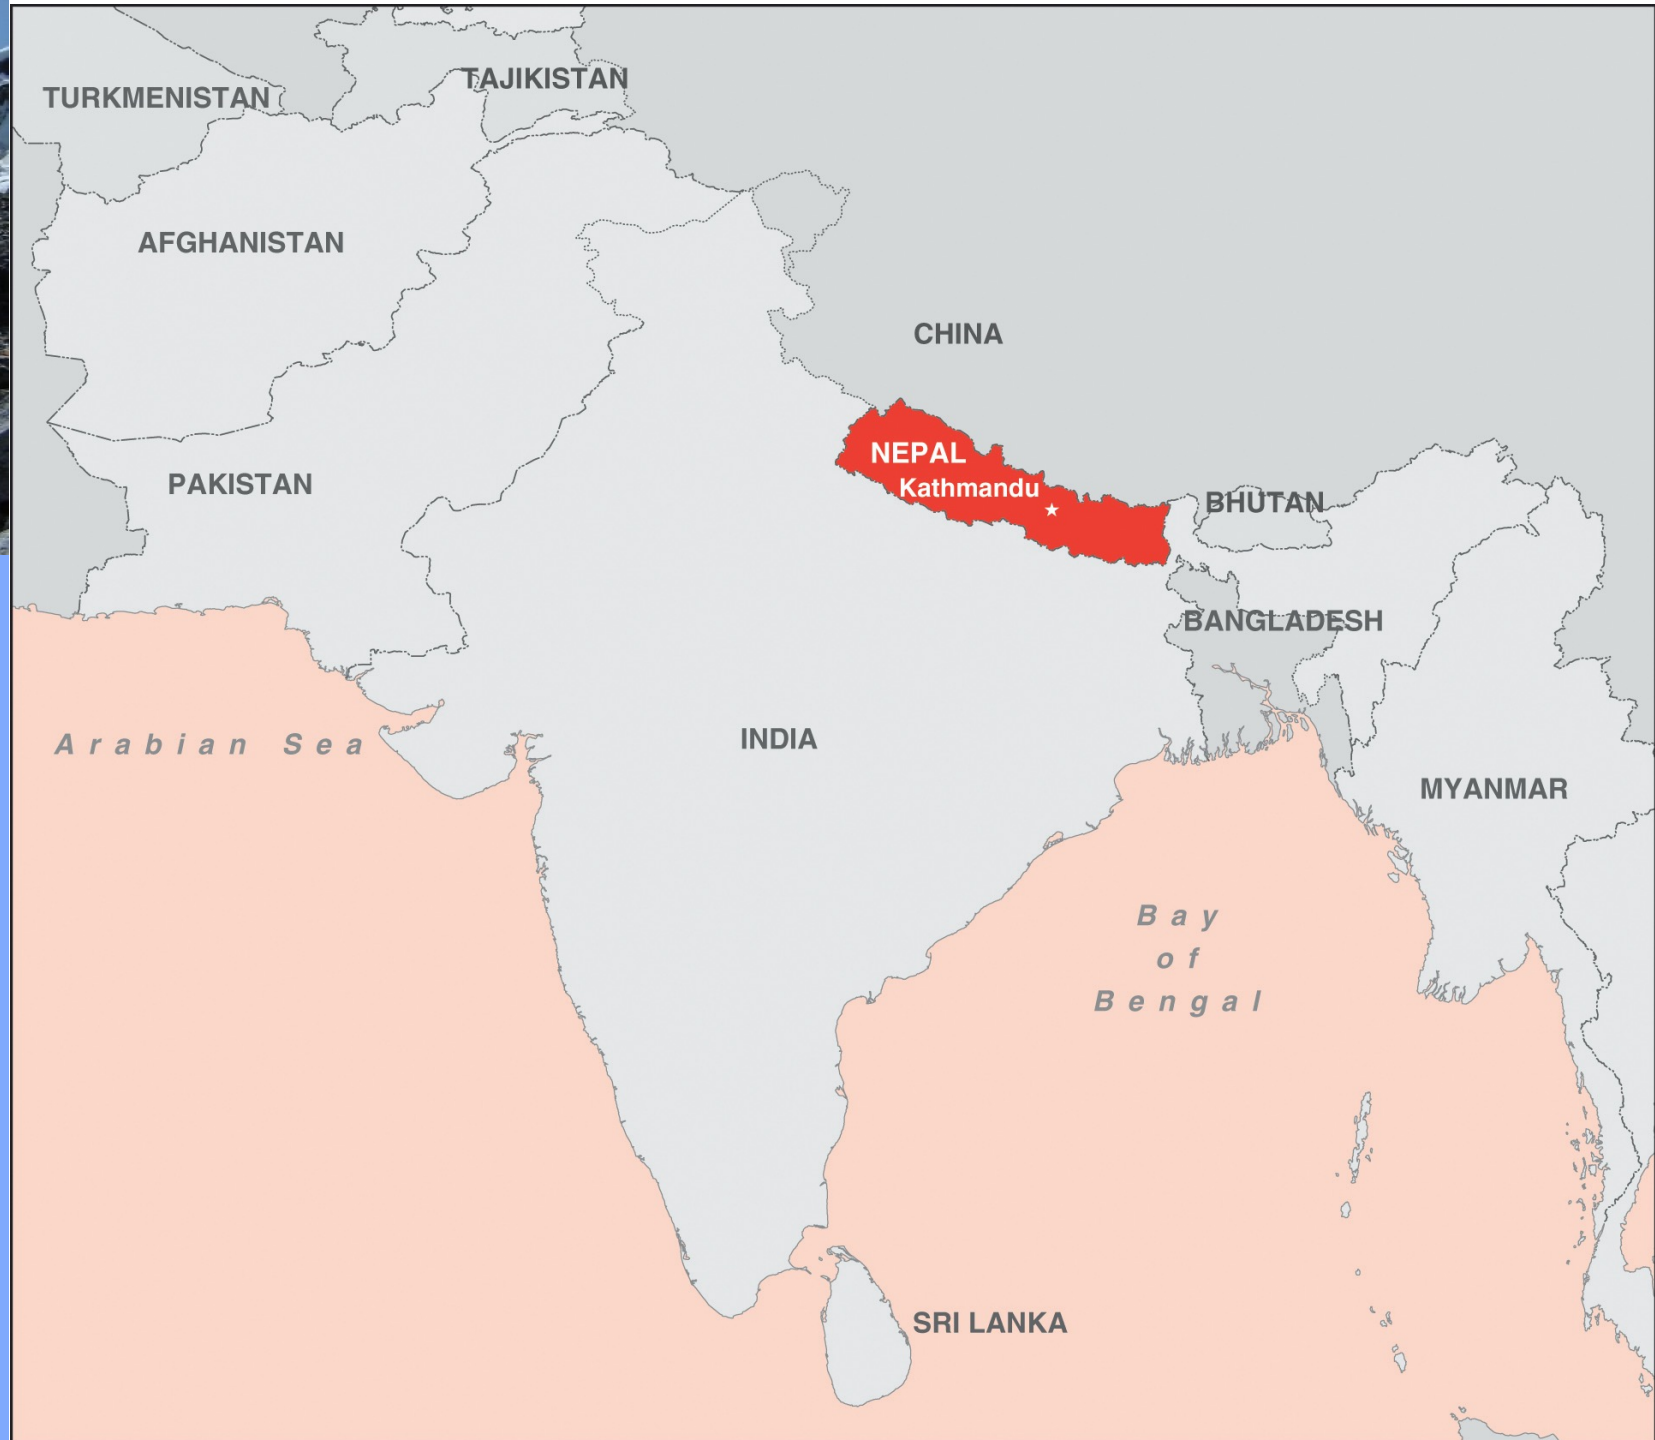 TAJIKISTAN
TURKMENISTAN
AFGHANISTAN
CHINA
NEPAL
Kathmandu
PAKISTAN
BHUTAN
BANGLADESH
Arabian Sea
INDIA
MYANMAR
Bay
of
Bengal
SRI LANKA